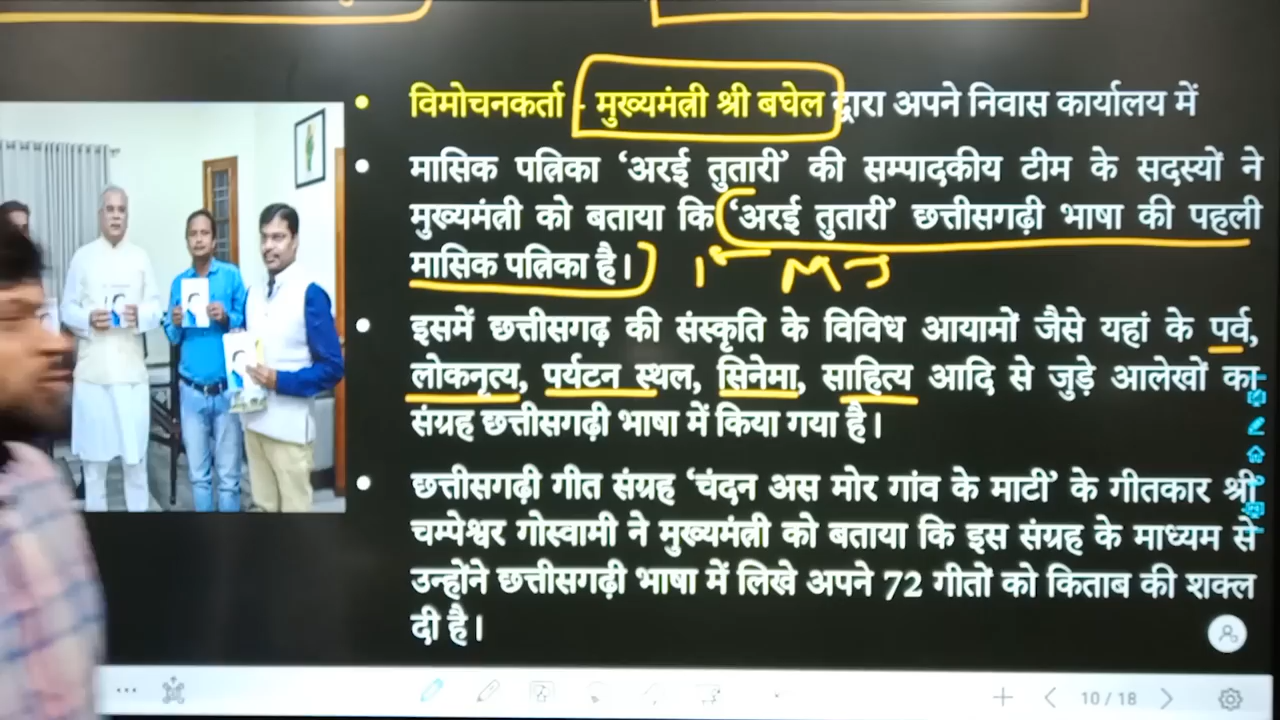 विमोचनकर्ता - मुख्यमंत्री श्री बघेल द्वारा अपने निवास कार्यालय में
मासिक पत्रिका ‘अरई तुतारी’ की सम्पादकीय टीम के सदस्यों ने
मुख्यमंत्री को बताया कि ‘अरई तुतारी’ छत्तीसगढ़ी भाषा की पहली
मासिक पत्रिका है।
इसमें छत्तीसगढ़ की संस्कृति के विविध आयामों जैसे यहां के पर्व,
लोकनृत्य, पर्यटन स्थल, सिनेमा, साहित्य आदि से जुड़े आलेखों का
संग्रह छत्तीसगढ़ी भाषा में किया गया है।
छत्तीसगढ़ी गीत संग्रह ‘चंदन अस मोर गांव के माटी’ के गीतकार श्री
चम्पेश्वर गोस्वामी ने मुख्यमंत्री को बताया कि इस संग्रह के माध्यम से
उन्होंने छत्तीसगढ़ी भाषा में लिखे अपने 72 गीतों को किताब की शक्ल
दी है।
10 / 18